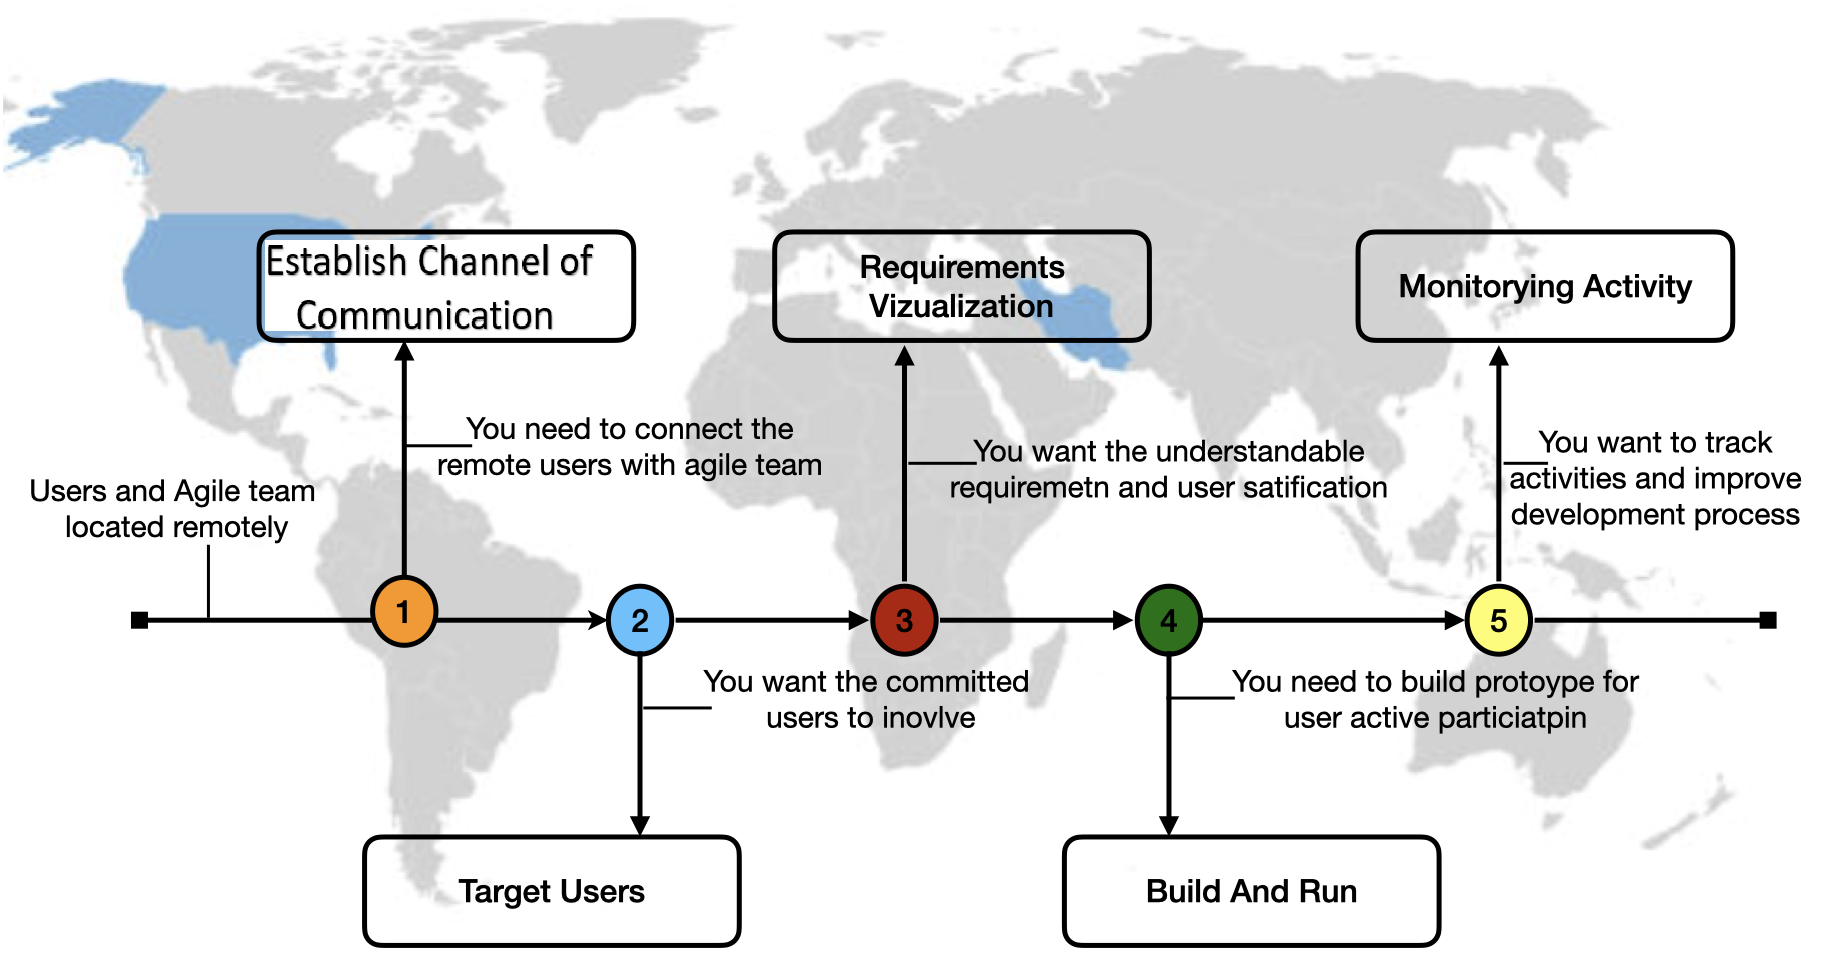 Establish Channel of
Communication
Requirements
Vizualization
Monitorying Activity
You need to connect the
remote users with agile team
You want the understandable
requiremetn and user satification
You want to track
activities and improve
development process
Users and Agile team
located remotely
1
2
3
4
5
You want the committed
users to inovlve
You need to build protoype for
user active particiatpin
Target Users
Build And Run